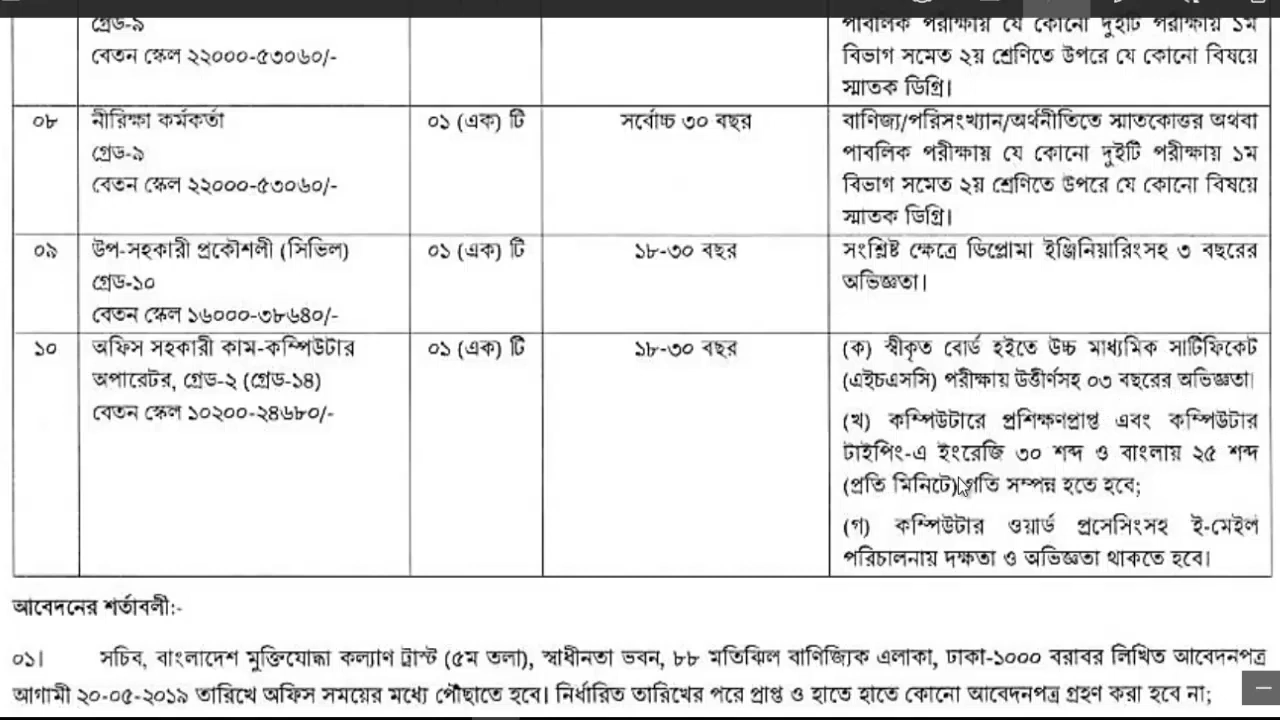 গ্রেড-৯
বেতন স্কেল ২২০০০-৫৩০৬০/-
পাবলিক পরীক্ষায় যে কোনো দুইটি পরীক্ষায় ১ম
বিভাগ সমেত ২য় শ্রেণিতে উপরে যে কোনো বিষয়ে
স্মাতক ডিগ্রি।
০৮
নীরিক্ষা কর্মকর্তা
গ্রেড-৯
বেতন স্কেল ২২০০০-৫৩০৬০/-
০১ (এক) টি
সর্বোচ্চ ৩০ বছর
বাণিজ্য/পরিসংখ্যান/অর্থনীতিতে স্মাতকোত্তর অথবা
পাবলিক পরীক্ষায় যে কোনো দুইটি পরীক্ষায় ১ম
বিভাগ সমেত ২য় শ্রেণিতে উপরে যে কোনো বিষয়ে
স্মাতক ডিগ্রি।
০৯
উপ-সহকারী প্রকৌশলী (সিভিল)
গ্রেড-১০
বেতন স্কেল ১৬০০০-৩৮৬৪০/-
০১ (এক) টি
১৮-৩০ বছর
সংশ্লিষ্ট ক্ষেত্রে ডিপ্লোমা ইঞ্জিনিয়ারিংসহ ৩ বছরের
অভিজ্ঞতা।
১০
অফিস সহকারী কাম-কম্পিউটার
অপারেটর, গ্রেড-২ (গ্রেড-১৪)
বেতন স্কেল ১০২০০-২৪৬৮০/-
০১ (এক) টি
১৮-৩০ বছর
(ক) স্বীকৃত বোর্ড হইতে উচ্চ মাধ্যমিক সার্টিফিকেট
(এইচএসসি) পরীক্ষায় উত্তীর্ণসহ ০৩ বছরের অভিজ্ঞতা।
(খ) কম্পিউটারে প্রশিক্ষণপ্রাপ্ত এবং কম্পিউটার
টাইপিং-এ ইংরেজি ৩০ শব্দ ও বাংলায় ২৫ শব্দ
(প্রতি মিনিটে) গতি সম্পন্ন হতে হবে;
(গ) কম্পিউটার ওয়ার্ড প্রসেসিংসহ ই-মেইল
পরিচালনায় দক্ষতা ও অভিজ্ঞতা থাকতে হবে।
আবেদনের শর্তাবলী:-
০১। সচিব, বাংলাদেশ মুক্তিযোদ্ধা কল্যাণ ট্রাস্ট (৫ম তলা), স্বাধীনতা ভবন, ৮৮ মতিঝিল বাণিজ্যিক এলাকা, ঢাকা-১০০০ বরাবর লিখিত আবেদনপত্র
আগামী ২০-০৫-২০১৯ তারিখে অফিস সময়ের মধ্যে পৌঁছাতে হবে। নির্ধারিত তারিখের পরে প্রাপ্ত ও হাতে হাতে কোনো আবেদনপত্র গ্রহণ করা হবে না;